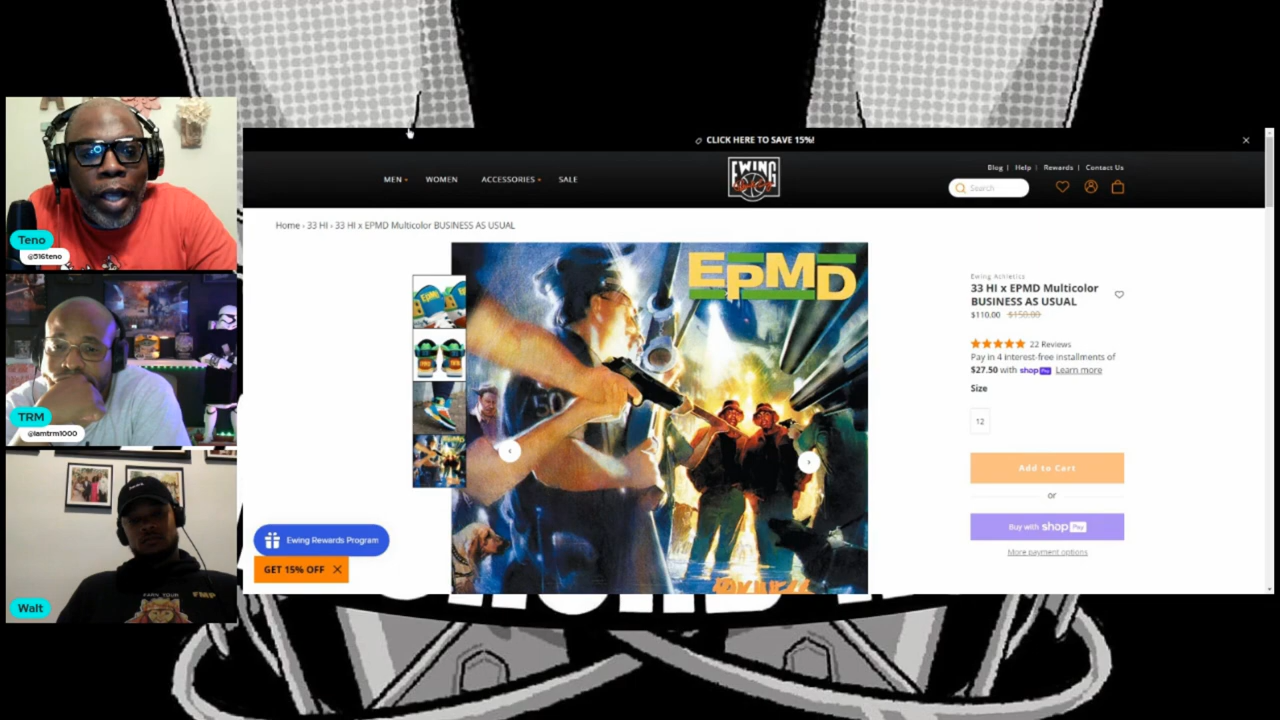 CLICK HERE TO SAVE 15%!
Blog | Help | Rewards | Contact Us
MEN WOMEN ACCESSORIES SALE
EWING
Search
Home › 33 HI › 33 HI x EPMD Multicolor BUSINESS AS USUAL
EPMD
50
Ewing Athletics
33 HI x EPMD Multicolor
BUSINESS AS USUAL
$110.00 $150.00
22 Reviews
Pay in 4 interest-free installments of
$27.50 with shop Pay Learn more
Size
12
Add to Cart
or
Buy with shop Pay
More payment options
Ewing Rewards Program
GET 15% OFF
Teno
@516teno
TRM
@iamtrm1000
Walt